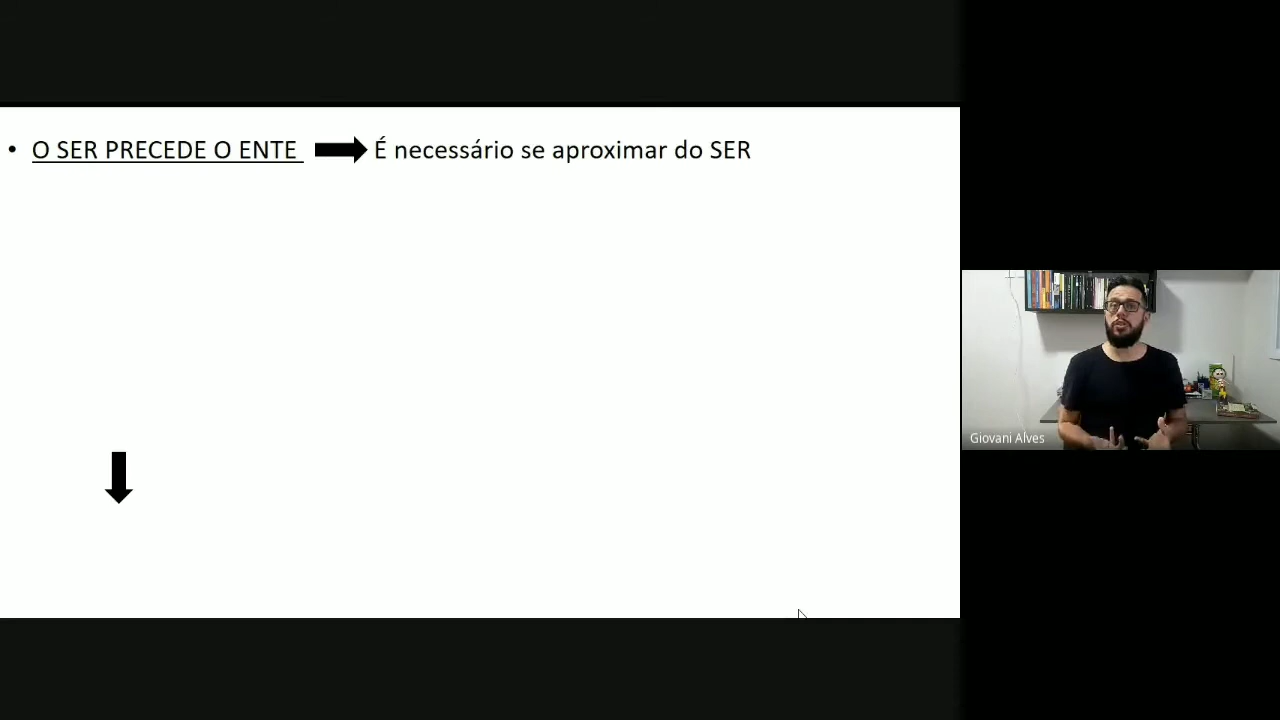 • O SER PRECEDE O ENTE É necessário se aproximar do SER
Giovani Alves